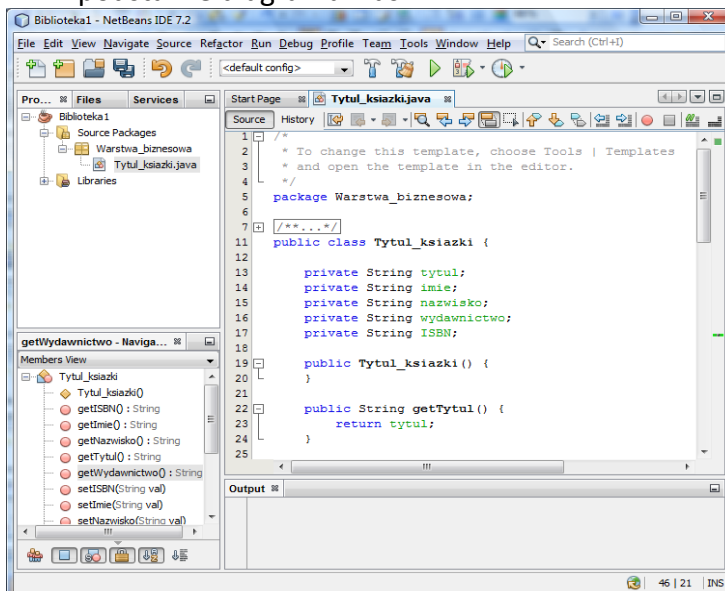 Biblioteka1 - NetBeans IDE 7.2
File Edit View Navigate Source Refactor Run Debug Profile Team Tools Window Help Search (Ctrl+I)
<default config>
Pro... Files Services
Biblioteka1
Source Packages
Warstwa_biznesowa
Tytul_ksiazki.java
Libraries
getWydawnictwo - Naviga...
Members View
Tytul_ksiazki
Tytul_ksiazki()
getISBN() : String
getImie() : String
getNazwisko() : String
getTytul() : String
getWydawnictwo() : String
setISBN(String val)
setImie(String val)
setNazwisko(String val)
Start Page Tytul_ksiazki.java
Source History
1 /*
2 * To change this template, choose Tools | Templates
3 * and open the template in the editor.
4 */
5 package Warstwa_biznesowa;
6
7 /**...*/
11 public class Tytul_ksiazki {
12
13 private String tytul;
14 private String imie;
15 private String nazwisko;
16 private String wydawnictwo;
17 private String ISBN;
18
19 public Tytul_ksiazki() {
20 }
21
22 public String getTytul() {
23 return tytul;
24 }
25
Output
46 | 21 INS